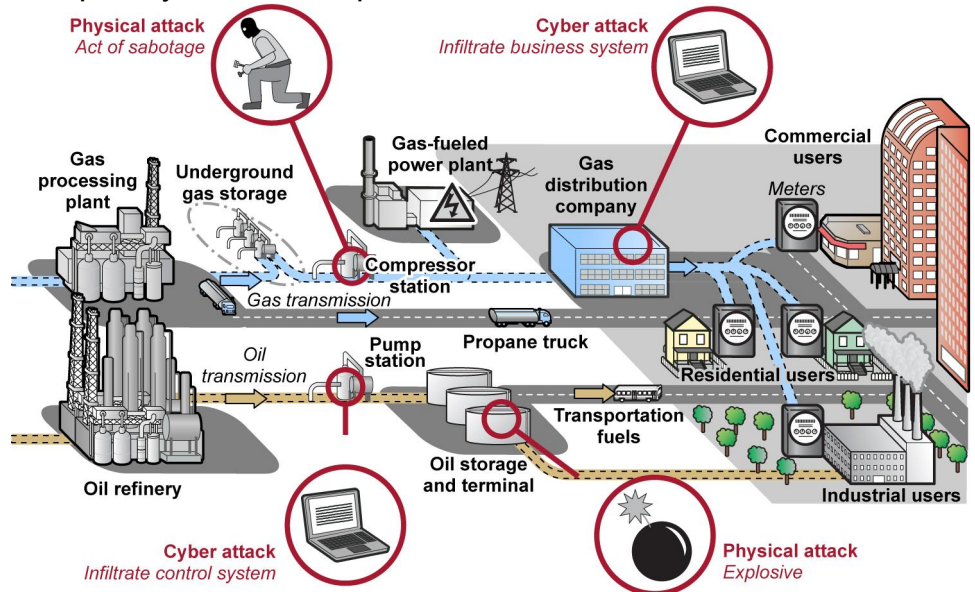 Physical attack
Act of sabotage
Cyber attack
Infiltrate business system
Gas
processing
plant
Underground
gas storage
Gas-fueled
power plant
Gas
distribution
company
Commercial
users
Meters
Compressor
station
Gas transmission
Propane truck
Oil
transmission
Pump
station
Residential users
Transportation
fuels
Oil refinery
Oil storage
and terminal
Industrial users
Cyber attack
Infiltrate control system
Physical attack
Explosive